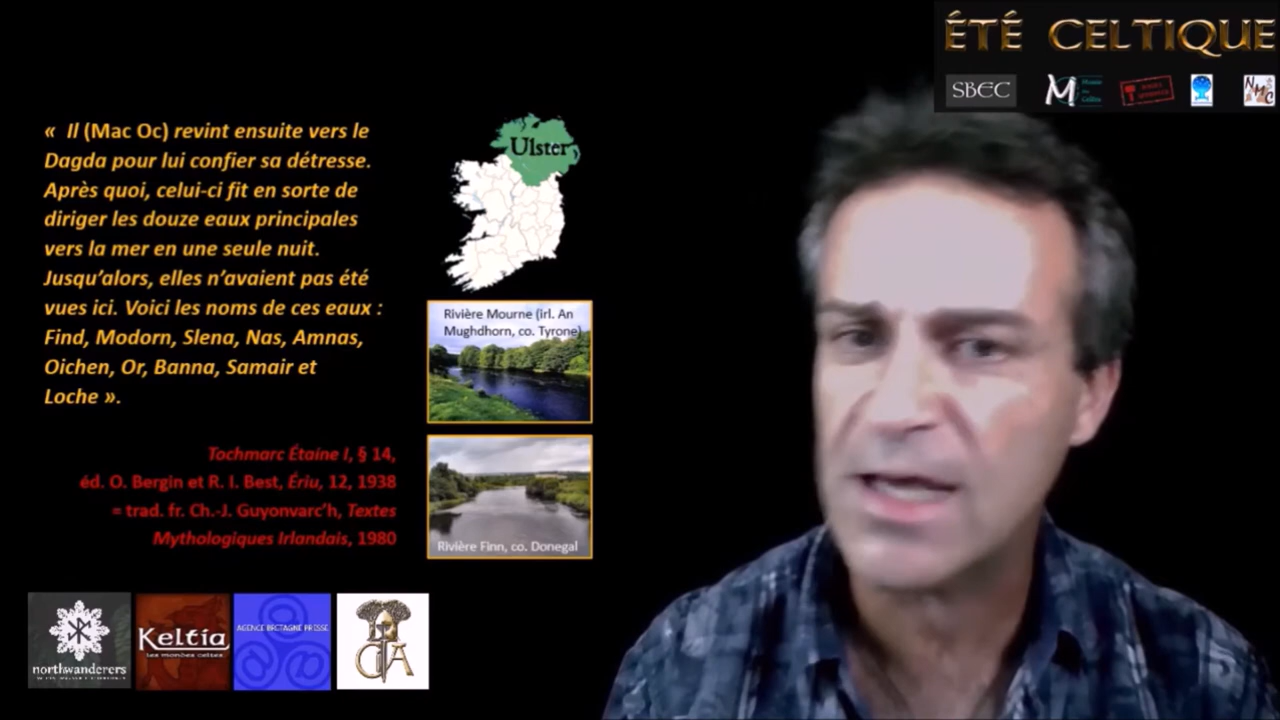 ÉTÉ CELTIQUE
SBEC
« Il (Mac Oc) revint ensuite vers le
Dagda pour lui confier sa détresse.
Après quoi, celui-ci fit en sorte de
diriger les douze eaux principales
vers la mer en une seule nuit.
Jusqu'alors, elles n'avaient pas été
vues ici. Voici les noms de ces eaux :
Find, Modorn, Slena, Nas, Amnas,
Oichen, Or, Banna, Samair et
Loche ».
Tochmarc Étaine I, § 14,
éd. O. Bergin et R. I. Best, Ériu, 12, 1938
= trad. fr. Ch.-J. Guyonvarc'h, Textes
Mythologiques Irlandais, 1980
Ulster
Rivière Mourne (irl. An
Mughdhorn, co. Tyrone)
Rivière Finn, co. Donegal
northwanderers
Keltia
les mondes celtes
AGENCE BRETAGNE PRESSE